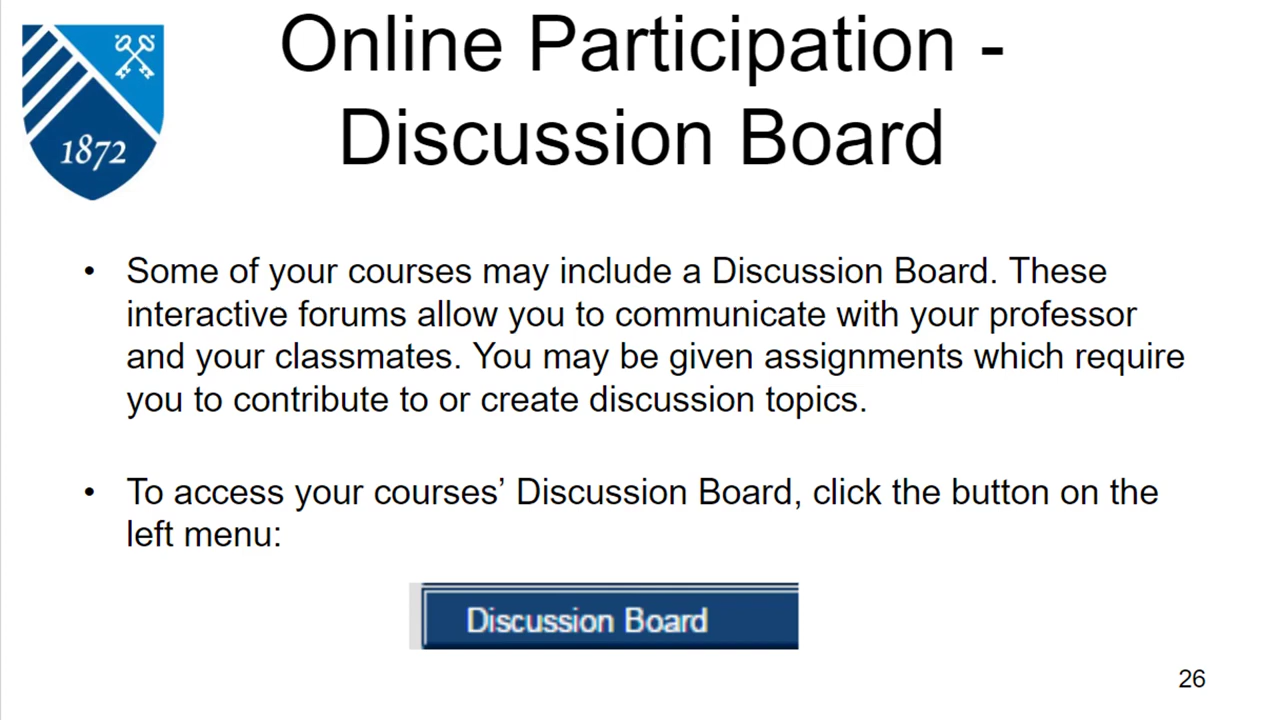 Online Participation -
Discussion Board
1872
• Some of your courses may include a Discussion Board. These
interactive forums allow you to communicate with your professor
and your classmates. You may be given assignments which require
you to contribute to or create discussion topics.
• To access your courses’ Discussion Board, click the button on the
left menu:
Discussion Board
26